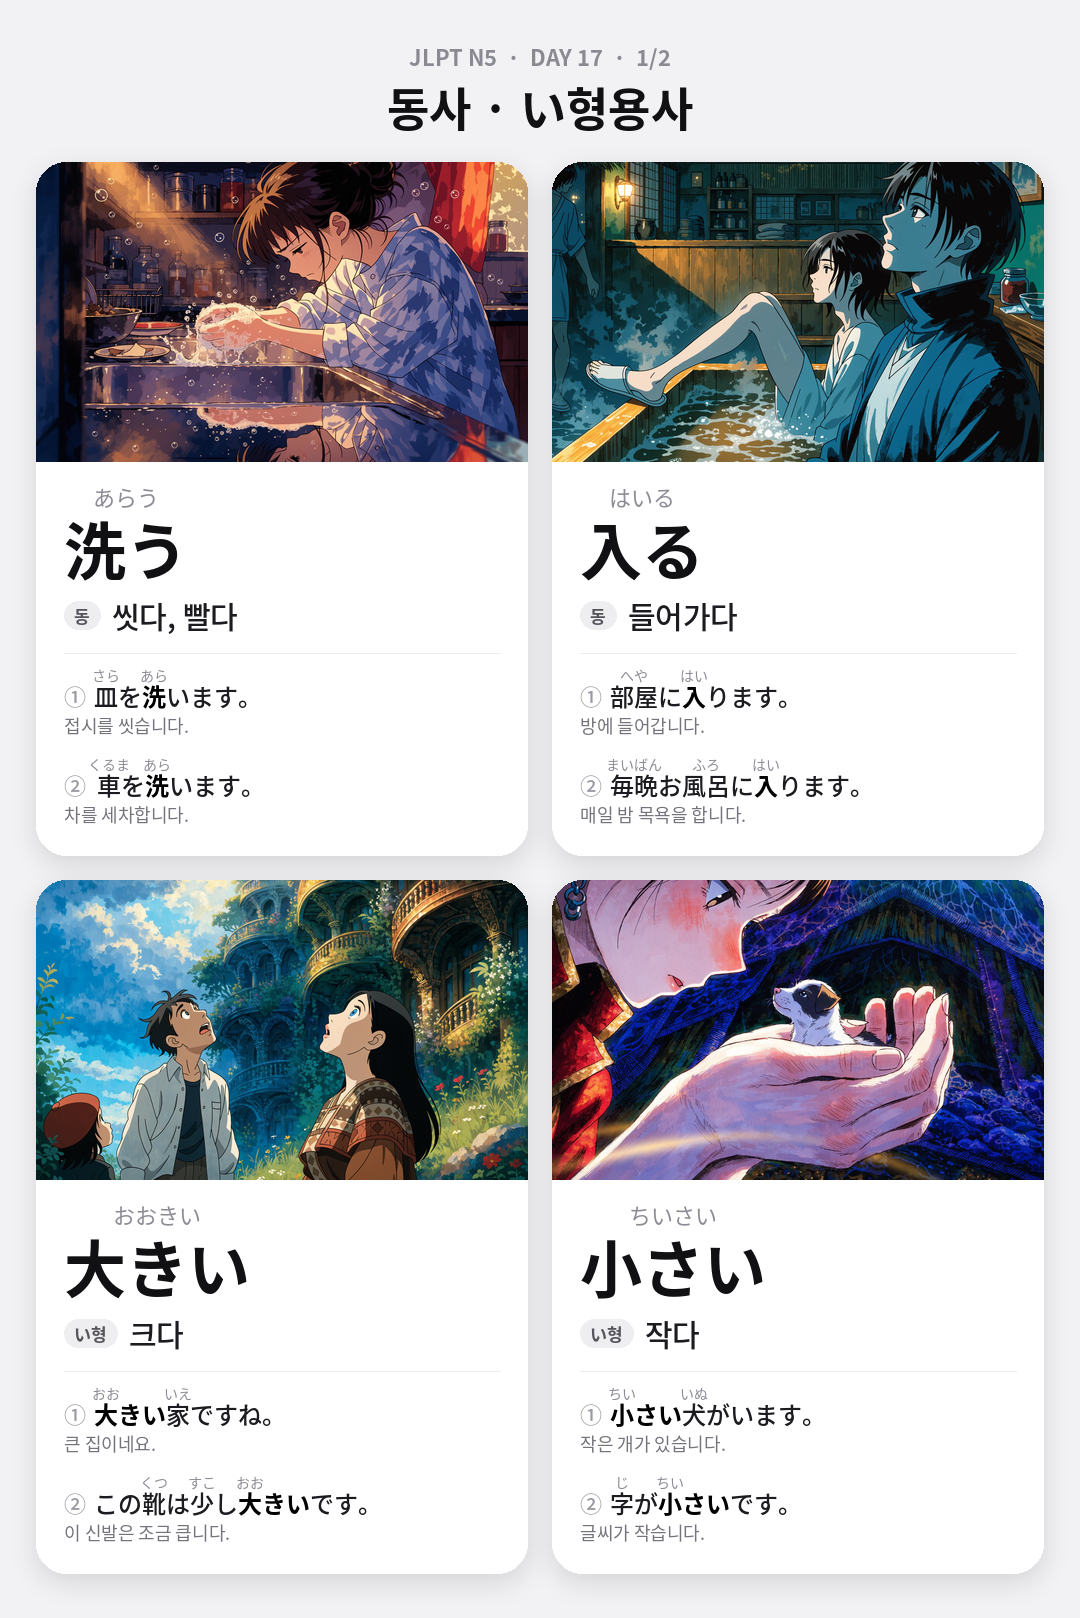 JLPT N5 · DAY 17 · 1/2
동사 · い형용사
あらう
洗う
동 씻다, 빨다
さら あら
① 皿を洗います。
접시를 씻습니다.
くるま あら
② 車を洗います。
차를 세차합니다.
はいる
入る
동 들어가다
へや はい
① 部屋に入ります。
방에 들어갑니다.
まいばん ふろ はい
② 毎晩お風呂に入ります。
매일 밤 목욕을 합니다.
おおきい
大きい
い형 크다
おお いえ
① 大きい家ですね。
큰 집이네요.
くつ すこ おお
② この靴は少し大きいです。
이 신발은 조금 큽니다.
ちいさい
小さい
い형 작다
ちい いぬ
① 小さい犬がいます。
작은 개가 있습니다.
じ ちい
② 字が小さいです。
글씨가 작습니다.